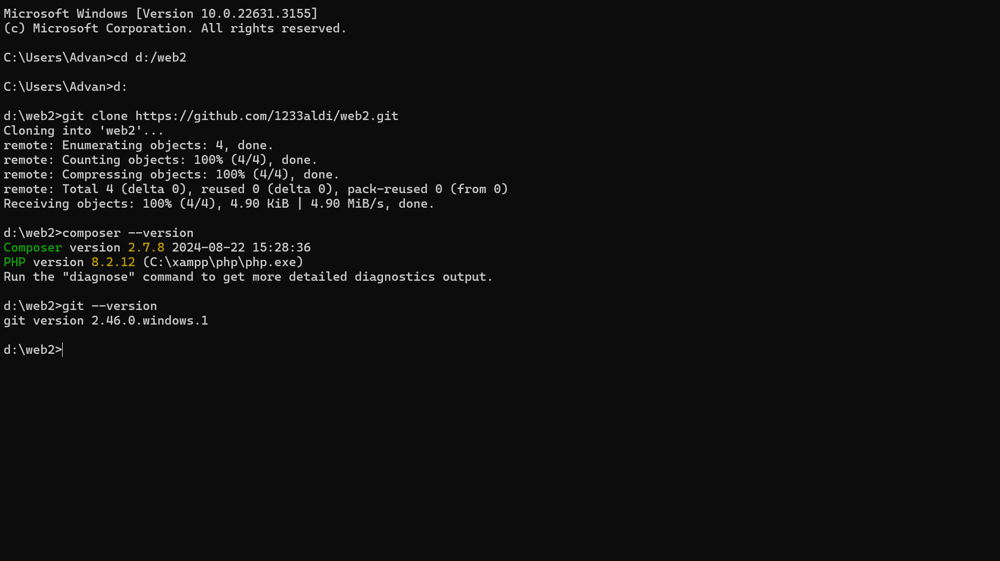 Microsoft Windows [Version 10.0.22631.3155]
(c) Microsoft Corporation. All rights reserved.
C:\Users\Advan>cd d:/web2
C:\Users\Advan>d:
d:\web2>git clone https://github.com/1233aldi/web2.git
Cloning into 'web2'...
remote: Enumerating objects: 4, done.
remote: Counting objects: 100% (4/4), done.
remote: Compressing objects: 100% (4/4), done.
remote: Total 4 (delta 0), reused 0 (delta 0), pack-reused 0 (from 0)
Receiving objects: 100% (4/4), 4.90 KiB | 4.90 MiB/s, done.
d:\web2>composer --version
Composer version 2.7.8 2024-08-22 15:28:36
PHP version 8.2.12 (C:\xampp\php\php.exe)
Run the "diagnose" command to get more detailed diagnostics output.
d:\web2>git --version
git version 2.46.0.windows.1
d:\web2>